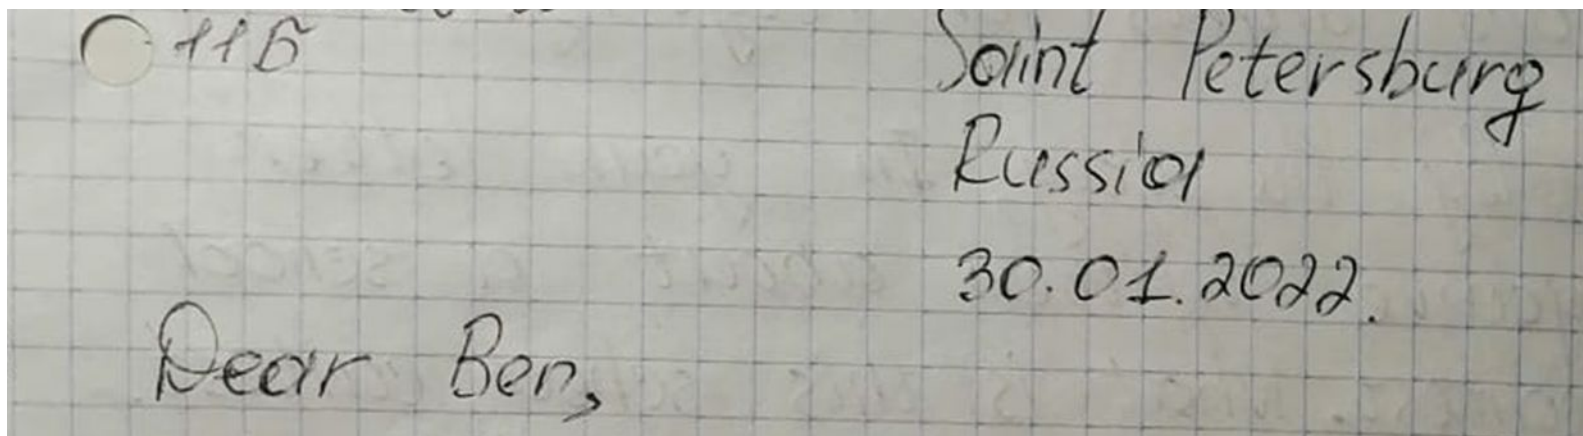 11Б
Saint Petersburg
Russia
30.01.2022.
Dear Ben,